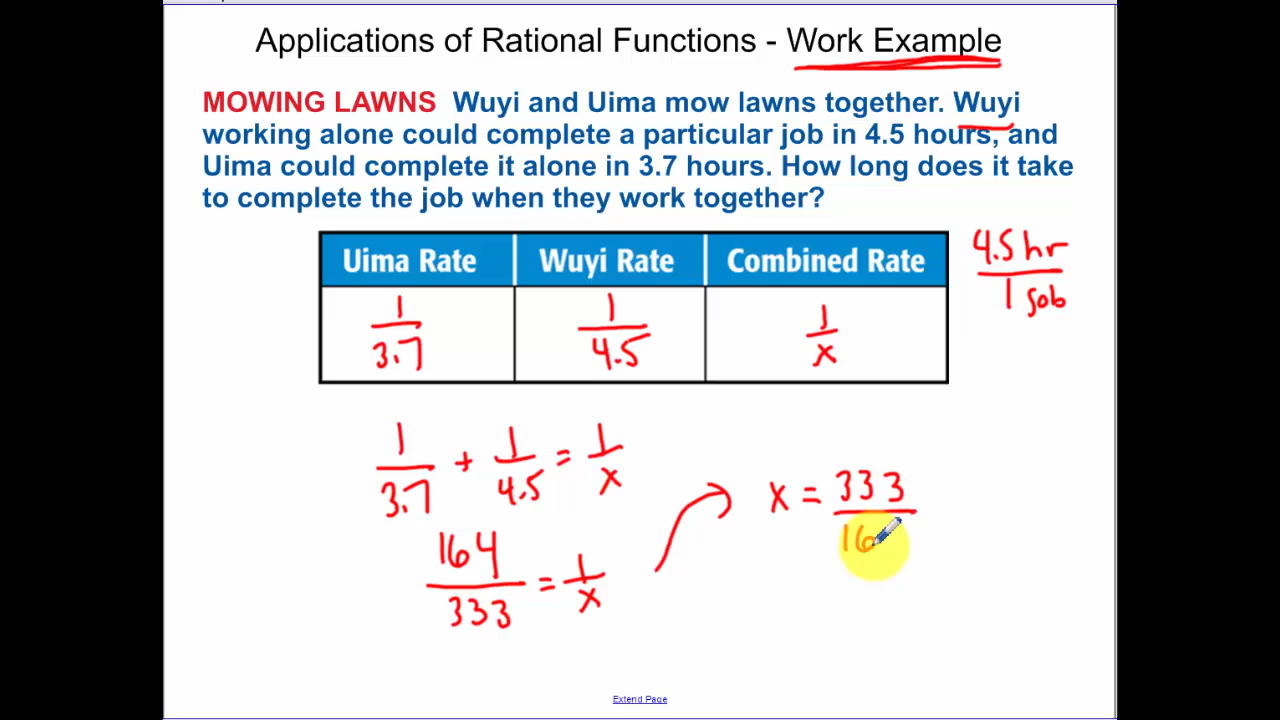 Applications of Rational Functions - Work Example
MOWING LAWNS Wuyi and Uima mow lawns together. Wuyi
working alone could complete a particular job in 4.5 hours, and
Uima could complete it alone in 3.7 hours. How long does it take
to complete the job when they work together?
Uima Rate Wuyi Rate Combined Rate
1/3.7 1/4.5 1/x
4.5 hr
1 job
1/3.7 + 1/4.5 = 1/x
164/333 = 1/x
x = 333/16
Extend Page